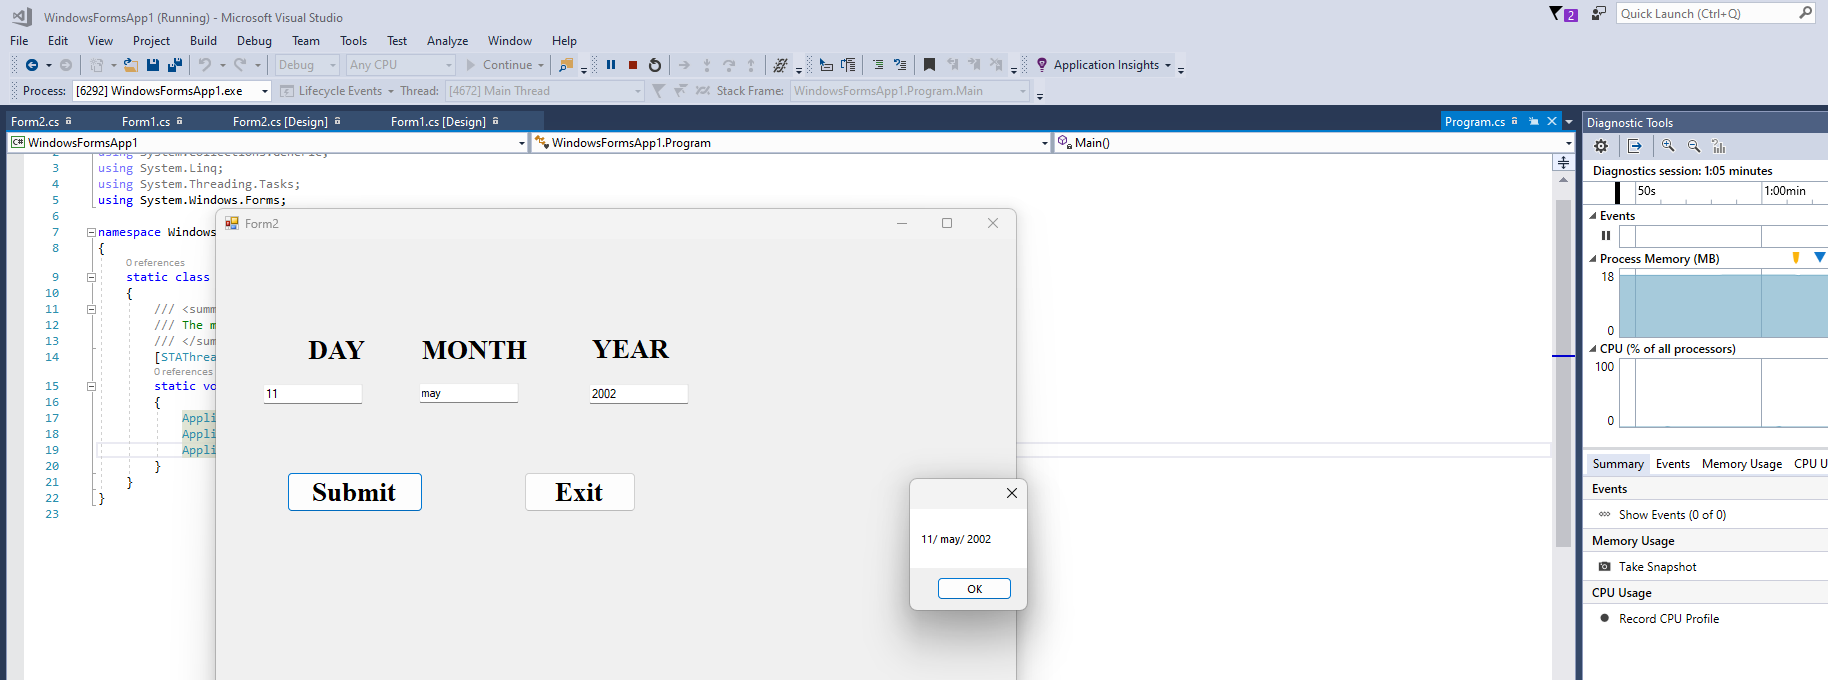 WindowsFormsApp1 (Running) - Microsoft Visual Studio
2
Quick Launch (Ctrl+Q)
File Edit View Project Build Debug Team Tools Test Analyze Window Help
Debug Any CPU Continue Application Insights
Process: [6292] WindowsFormsApp1.exe Lifecycle Events Thread: [4672] Main Thread Stack Frame: WindowsFormsApp1.Program.Main
Form2.cs Form1.cs Form2.cs [Design] Form1.cs [Design] Program.cs
C# WindowsFormsApp1 WindowsFormsApp1.Program Main()
2 using System.Collections.Generic;
3 using System.Linq;
4 using System.Threading.Tasks;
5 using System.Windows.Forms;
6
7 namespace Windows
8 {
0 references
9 static class
10 {
11 /// <summ
12 /// The m
13 /// </sum
14 [STAThrea
0 references
15 static vo
16 {
17 Appli
18 Appli
19 Appli
20 }
21 }
22 }
23
Form2
DAY MONTH YEAR
11 may 2002
Submit Exit
11/ may/ 2002
OK
Diagnostic Tools
Diagnostics session: 1:05 minutes
50s 1:00min
Events
Process Memory (MB)
18
0
CPU (% of all processors)
100
0
Summary Events Memory Usage CPU U
Events
Show Events (0 of 0)
Memory Usage
Take Snapshot
CPU Usage
Record CPU Profile